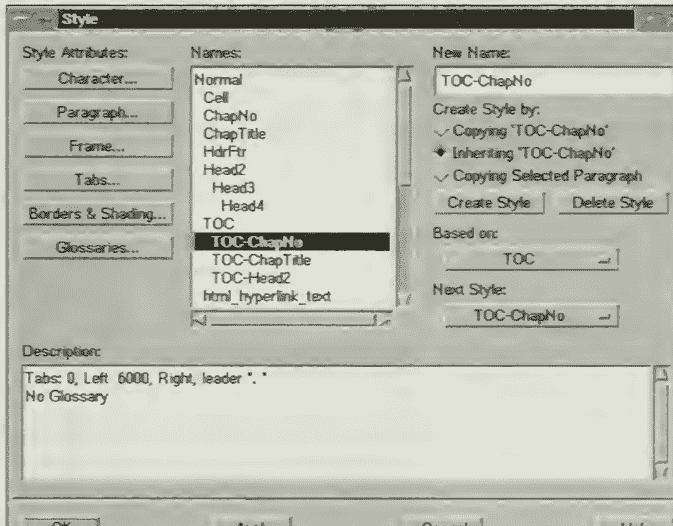 Style
Style Attributes:
Character...
Paragraph...
Frame...
Tabs...
Borders & Shading...
Glossaries...
Names:
Normal
Cell
ChapNo
ChapTitle
HdrFtr
Head2
Head3
Head4
TOC
TOC-ChapNo
TOC-ChapTitle
TOC-Head2
html_hyperlink_text
New Name:
TOC-ChapNo
Create Style by:
Copying 'TOC-ChapNo'
Inheriting 'TOC-ChapNo'
Copying Selected Paragraph
Create Style Delete Style
Based on:
TOC
Next Style:
TOC-ChapNo
Description:
Tabs: 0, Left 6000, Right, leader ". "
No Glossary